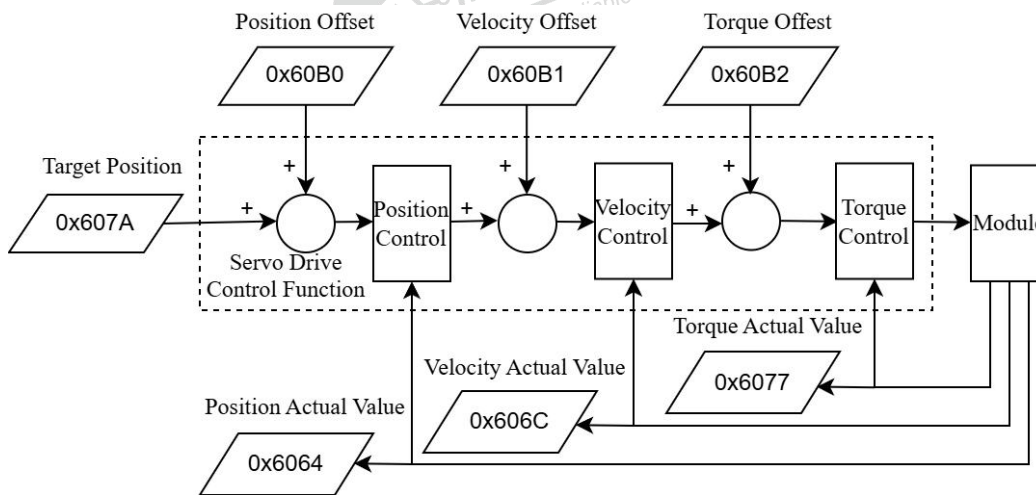 Position Offset
Velocity Offset
Torque Offest
0x60B0
0x60B1
0x60B2
Target Position
+
+
+
0x607A
+
+
+
Position
Control
Velocity
Control
Torque
Control
Module
Servo Drive
Control Function
Torque Actual Value
0x6077
Velocity Actual Value
0x606C
Position Actual Value
0x6064